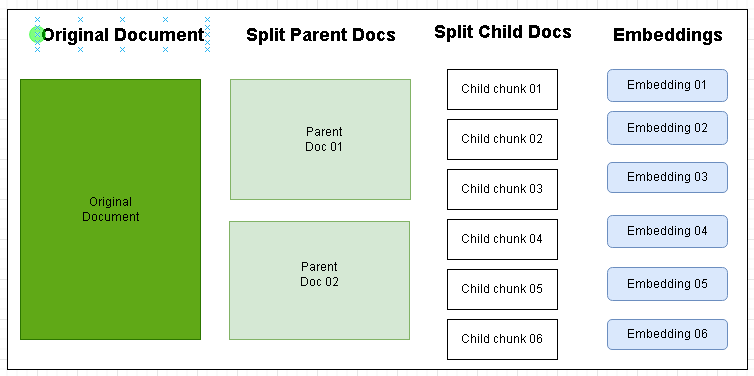 Original Document
Split Parent Docs
Split Child Docs
Embeddings
Original
Document
Parent
Doc 01
Parent
Doc 02
Child chunk 01
Child chunk 02
Child chunk 03
Child chunk 04
Child chunk 05
Child chunk 06
Embedding 01
Embedding 02
Embedding 03
Embedding 04
Embedding 05
Embedding 06